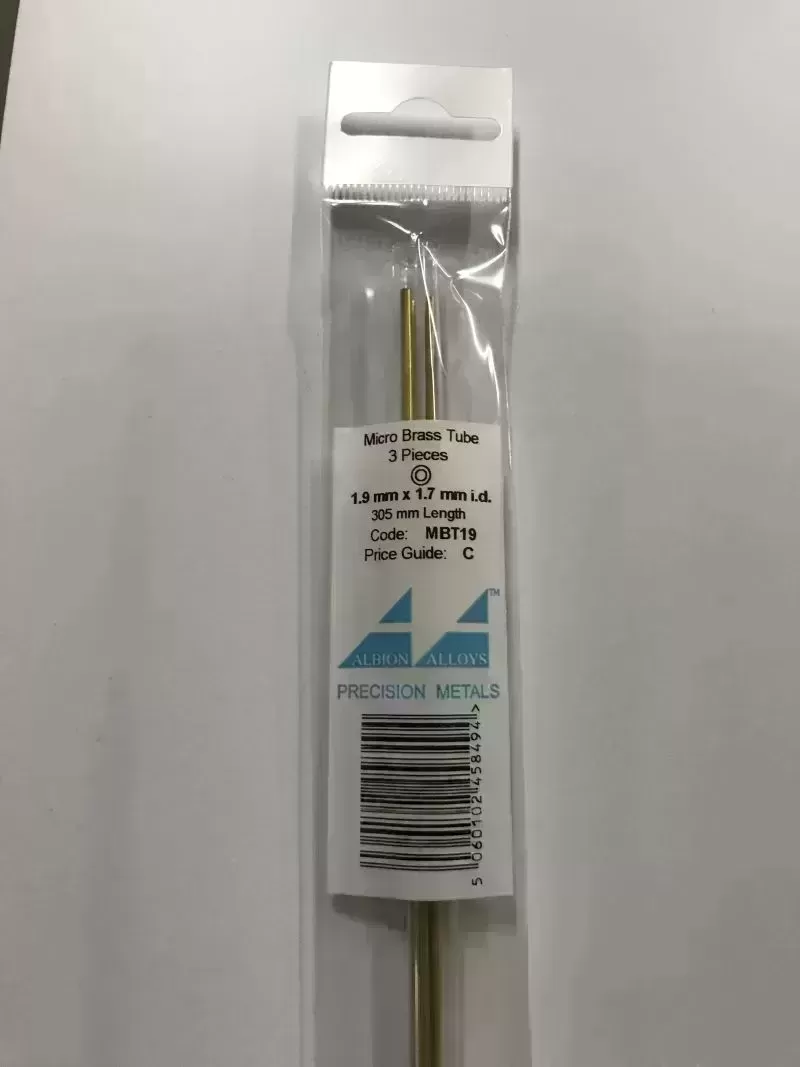 Micro Brass Tube
3 Pieces
1.9 mm x 1.7 mm i.d.
305 mm Length
Code: MBT19
Price Guide: C
TM
ALBION ALLOYS
PRECISION METALS
5 060102 458494 >